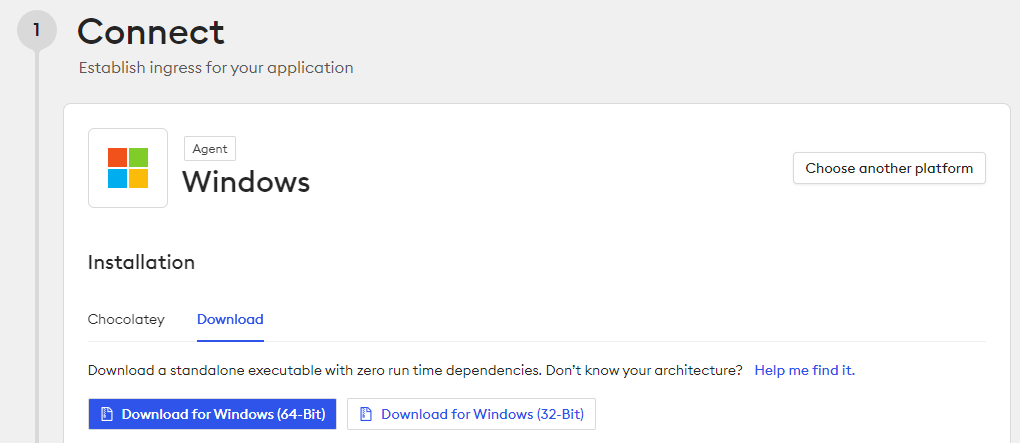 1
Connect
Establish ingress for your application
Agent
Windows
Choose another platform
Installation
Chocolatey
Download
Download a standalone executable with zero run time dependencies. Don't know your architecture? Help me find it.
Download for Windows (64-Bit)
Download for Windows (32-Bit)